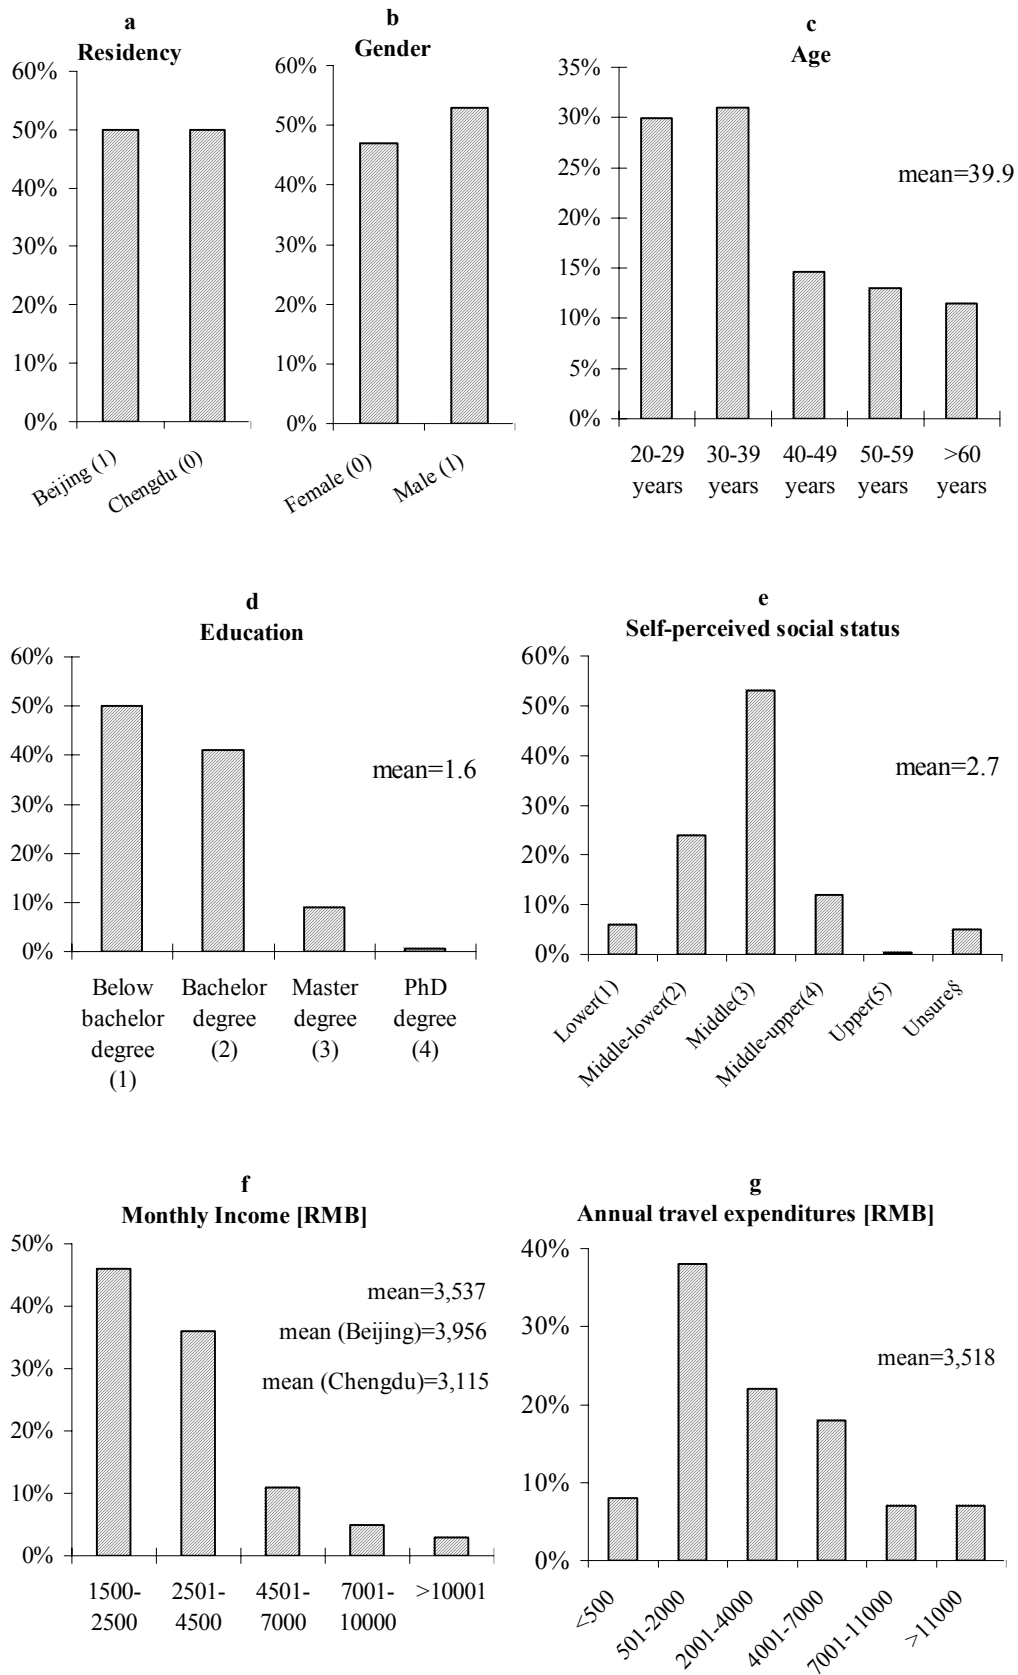 a
Residency
60%
50%
40%
30%
20%
10%
0%
Beijing (1)
Chengdu (0)
b
Gender
60%
50%
40%
30%
20%
10%
0%
Female (0)
Male (1)
c
Age
35%
30%
25%
20%
15%
10%
5%
0%
mean=39.9
20-29 30-39 40-49 50-59 >60
years years years years years
d
Education
60%
50%
40%
30%
20%
10%
0%
mean=1.6
Below Bachelor Master PhD
bachelor degree degree degree
degree (2) (3) (4)
(1)
e
Self-perceived social status
60%
50%
40%
30%
20%
10%
0%
mean=2.7
Lower(1)
Middle-lower(2)
Middle(3)
Middle-upper(4)
Upper(5)
Unsure§
f
Monthly Income [RMB]
50%
40%
30%
20%
10%
0%
mean=3,537
mean (Beijing)=3,956
mean (Chengdu)=3,115
1500- 2501- 4501- 7001- >10001
2500 4500 7000 10000
g
Annual travel expenditures [RMB]
40%
30%
20%
10%
0%
mean=3,518
<500
501-2000
2001-4000
4001-7000
7001-11000
>11000